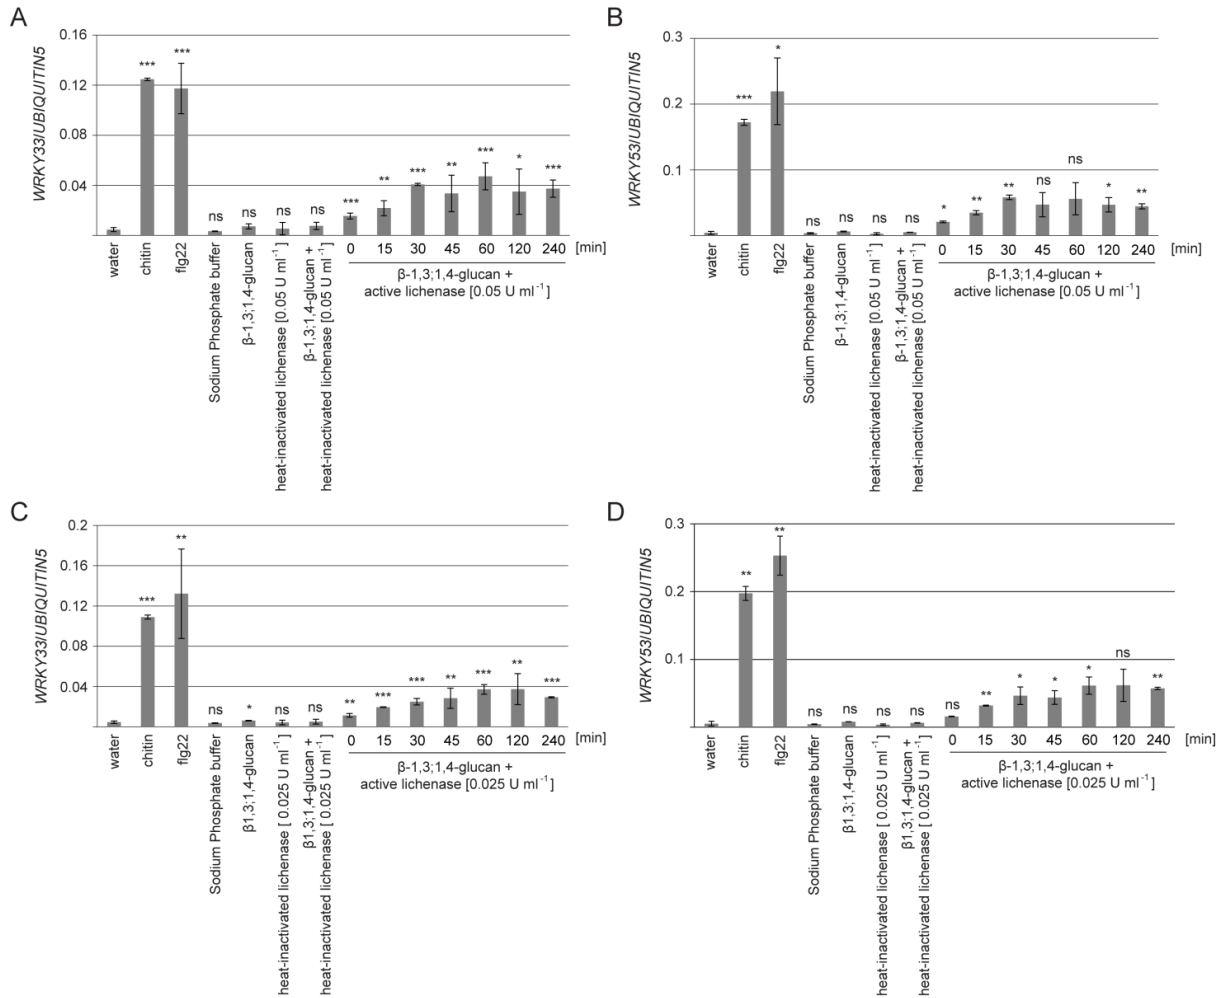 A
WRKY33/UBIQUITIN5
0.16
0.12
0.08
0.04
***
***
ns
ns
ns
ns
***
**
***
**
***
*
***
water
chitin
flg22
Sodium Phosphate buffer
β-1,3;1,4-glucan
heat-inactivated lichenase [0.05 U ml⁻¹]
β-1,3;1,4-glucan +
heat-inactivated lichenase [0.05 U ml⁻¹]
0 15 30 45 60 120 240 [min]
β-1,3;1,4-glucan +
active lichenase [0.05 U ml⁻¹]
B
WRKY53/UBIQUITIN5
0.3
0.2
0.1
***
*
ns
ns
ns
ns
*
**
**
ns
ns
*
**
water
chitin
flg22
Sodium Phosphate buffer
β-1,3;1,4-glucan
heat-inactivated lichenase [0.05 U ml⁻¹]
β-1,3;1,4-glucan +
heat-inactivated lichenase [0.05 U ml⁻¹]
0 15 30 45 60 120 240 [min]
β-1,3;1,4-glucan +
active lichenase [0.05 U ml⁻¹]
C
WRKY33/UBIQUITIN5
0.2
0.16
0.12
0.08
0.04
***
**
ns
*
ns
ns
**
***
***
**
***
**
***
water
chitin
flg22
Sodium Phosphate buffer
β1,3;1,4-glucan
heat-inactivated lichenase [ 0.025 U ml⁻¹]
β1,3;1,4-glucan +
heat-inactivated lichenase [ 0.025 U ml⁻¹]
0 15 30 45 60 120 240 [min]
β-1,3;1,4-glucan +
active lichenase [0.025 U ml⁻¹]
D
WRKY53/UBIQUITIN5
0.3
0.2
0.1
**
**
ns
ns
ns
ns
ns
**
*
*
*
ns
**
water
chitin
flg22
Sodium Phosphate buffer
β1,3;1,4-glucan
heat-inactivated lichenase [ 0.025 U ml⁻¹]
β1,3;1,4-glucan +
heat-inactivated lichenase [ 0.025 U ml⁻¹]
0 15 30 45 60 120 240 [min]
β-1,3;1,4-glucan +
active lichenase [0.025 U ml⁻¹]